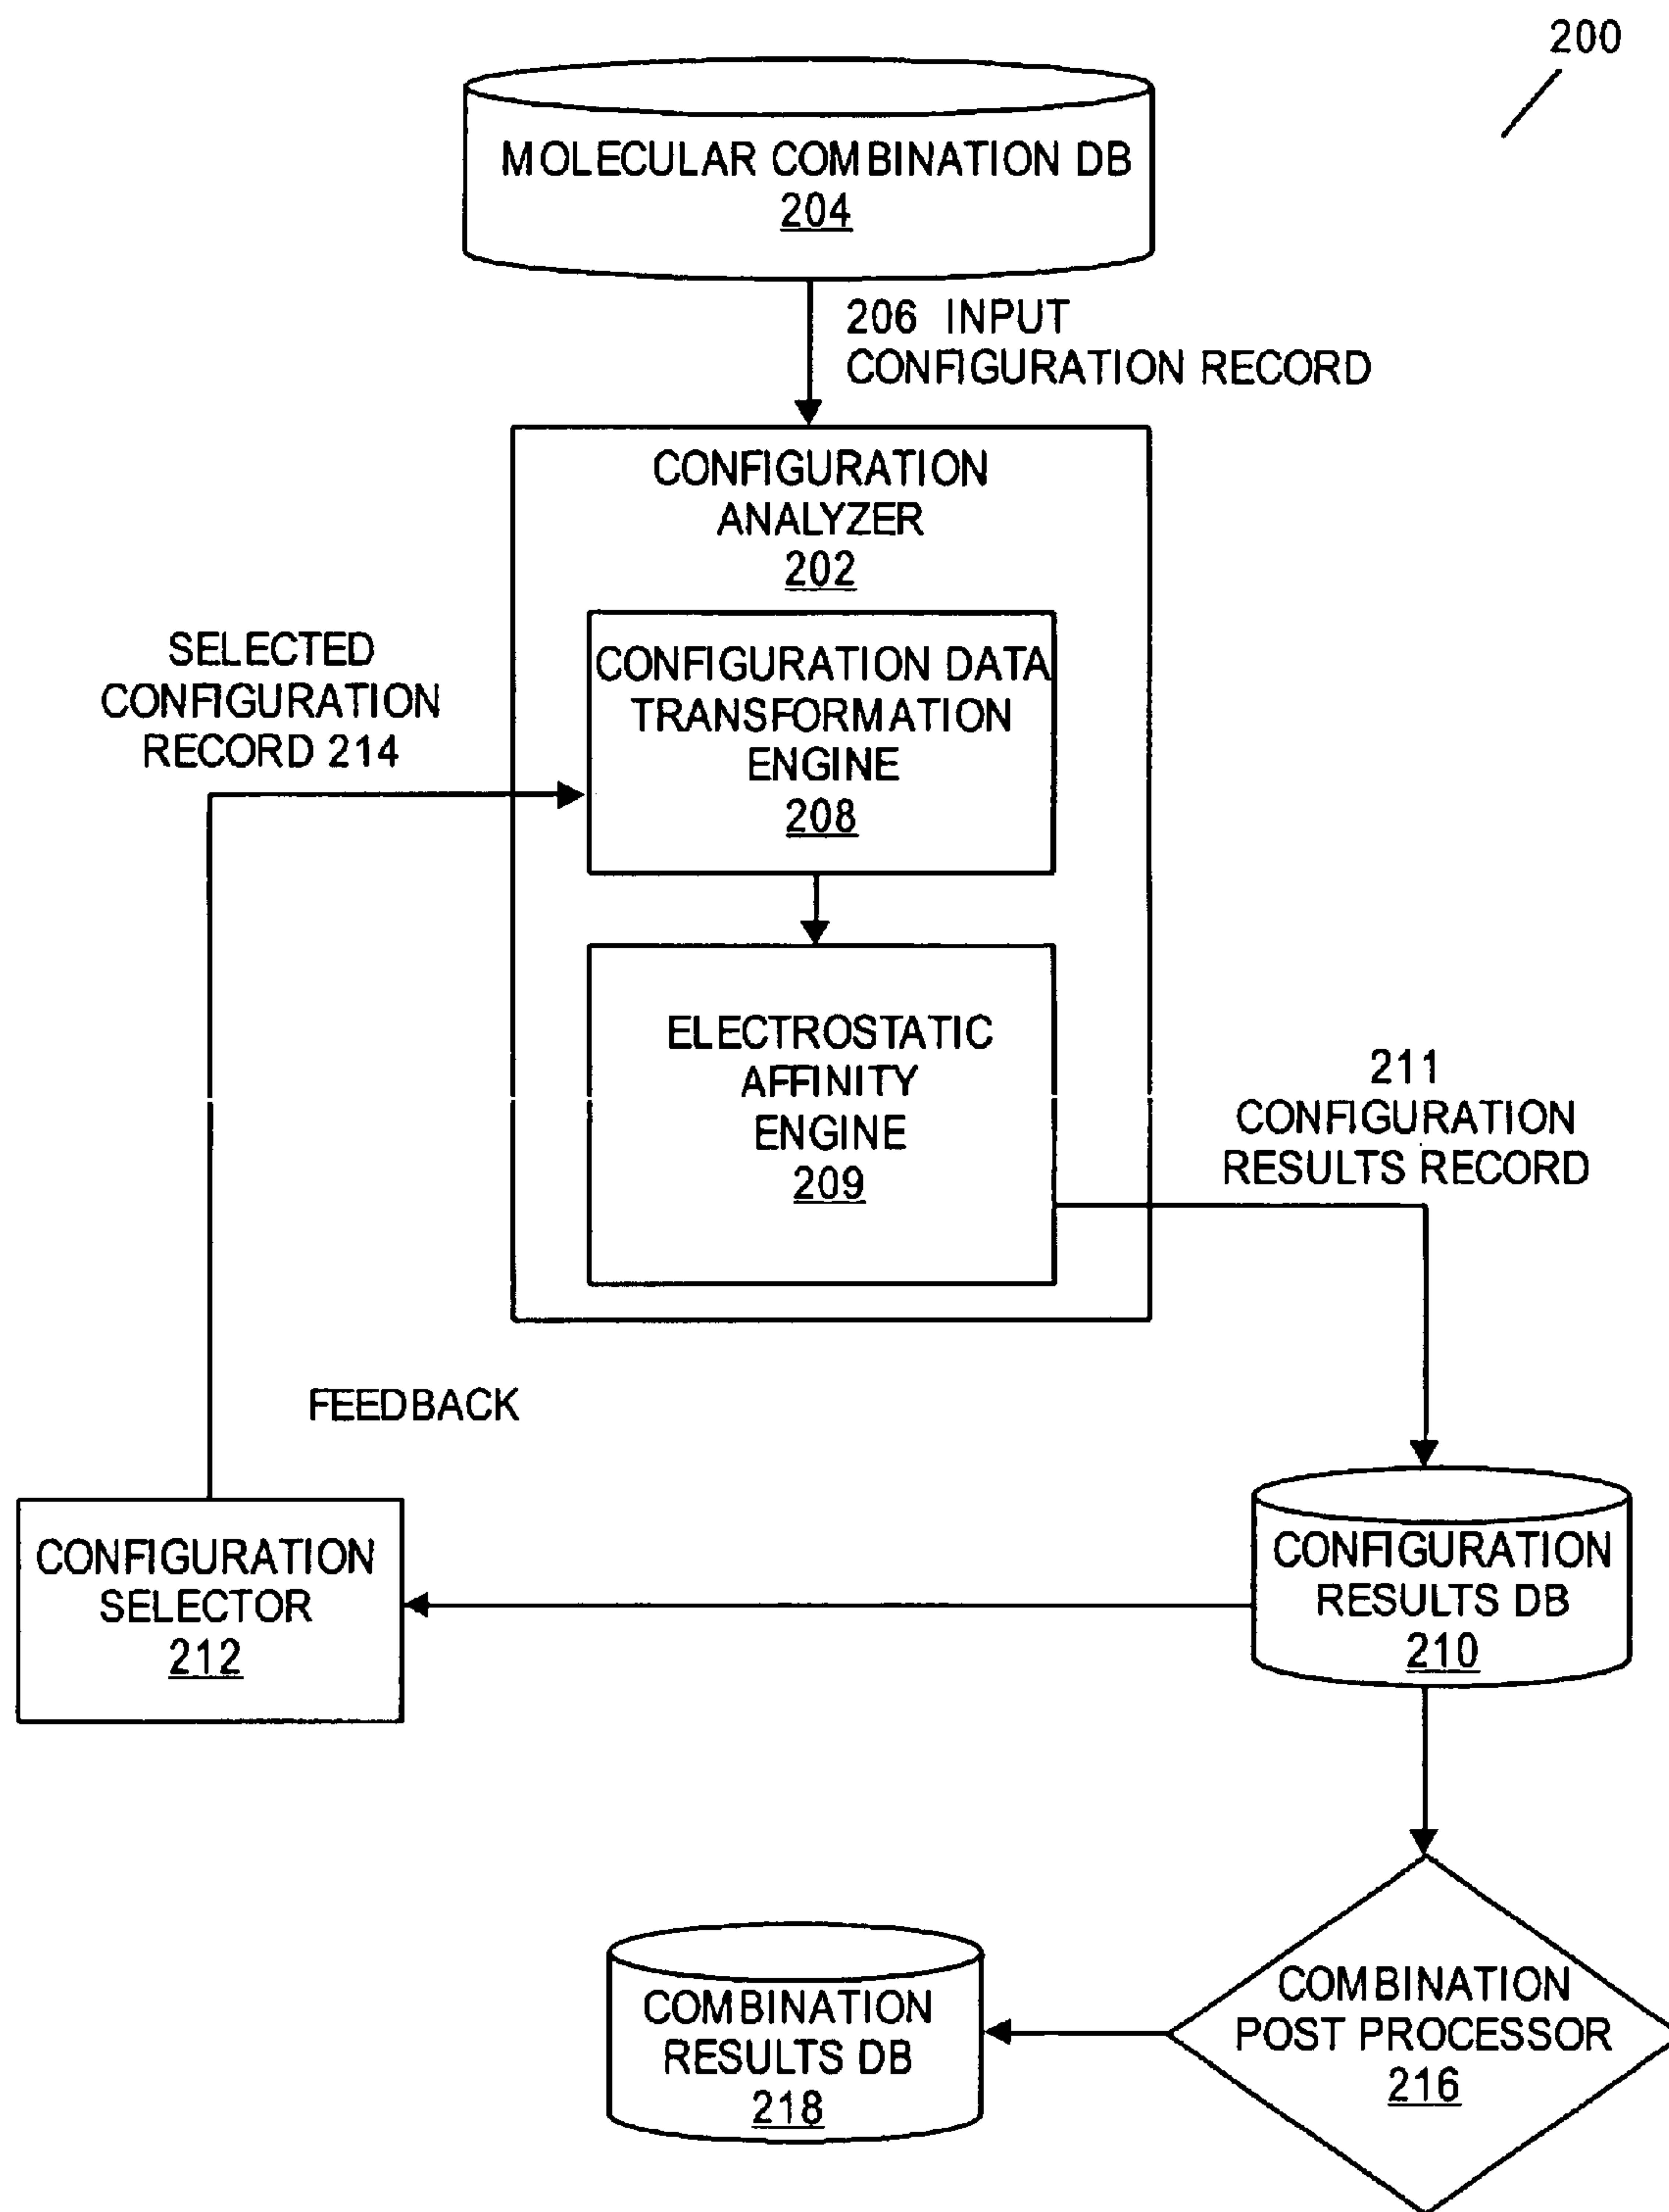 200
MOLECULAR COMBINATION DB
204
206 INPUT
CONFIGURATION RECORD
CONFIGURATION
ANALYZER
202
SELECTED
CONFIGURATION
RECORD 214
CONFIGURATION DATA
TRANSFORMATION
ENGINE
208
ELECTROSTATIC
AFFINITY
ENGINE
209
211
CONFIGURATION
RESULTS RECORD
FEEDBACK
CONFIGURATION
SELECTOR
212
CONFIGURATION
RESULTS DB
210
COMBINATION
POST PROCESSOR
216
COMBINATION
RESULTS DB
218